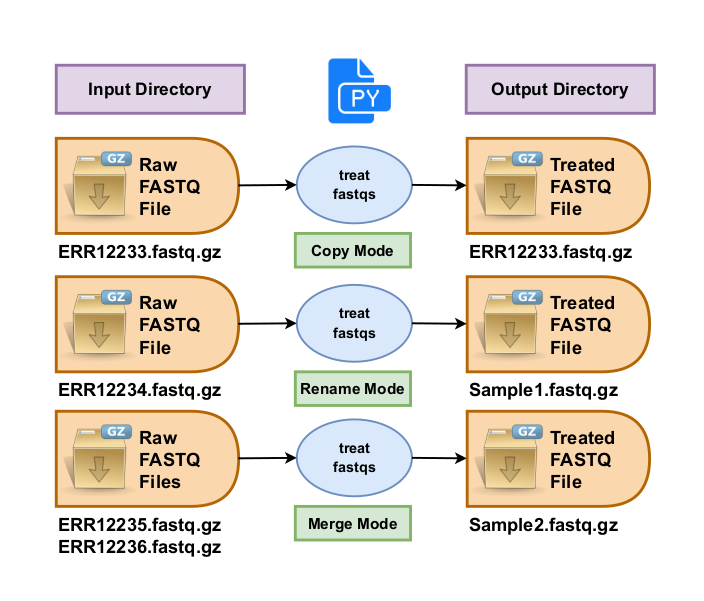 Input Directory
PY
Output Directory
GZ
Raw
FASTQ
File
treat
fastqs
GZ
Treated
FASTQ
File
ERR12233.fastq.gz
Copy Mode
ERR12233.fastq.gz
GZ
Raw
FASTQ
File
treat
fastqs
GZ
Treated
FASTQ
File
ERR12234.fastq.gz
Rename Mode
Sample1.fastq.gz
GZ
Raw
FASTQ
Files
treat
fastqs
GZ
Treated
FASTQ
File
ERR12235.fastq.gz
ERR12236.fastq.gz
Merge Mode
Sample2.fastq.gz